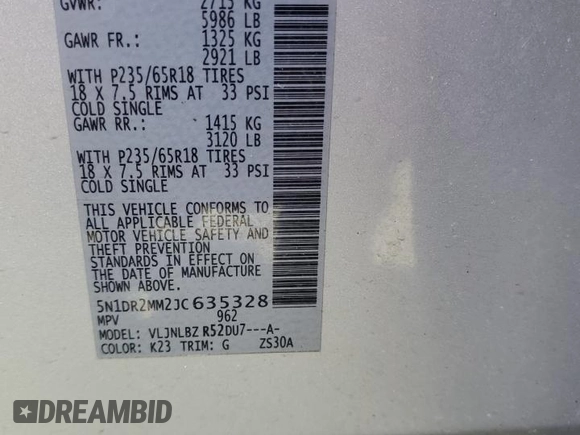 GVWR: 2715 KG
5986 LB
GAWR FR.: 1325 KG
2921 LB
WITH P235/65R18 TIRES
18 X 7.5 RIMS AT 33 PSI
COLD SINGLE
GAWR RR.: 1415 KG
3120 LB
WITH P235/65R18 TIRES
18 X 7.5 RIMS AT 33 PSI
COLD SINGLE
THIS VEHICLE CONFORMS TO
ALL APPLICABLE FEDERAL
MOTOR VEHICLE SAFETY AND
THEFT PREVENTION
STANDARDS IN EFFECT ON
THE DATE OF MANUFACTURE
SHOWN ABOVE.
5N1DR2MM2JC635328
MPV 962
MODEL: VLJNLBZ R52DU7---A-
COLOR: K23 TRIM: G ZS30A
DREAMBID